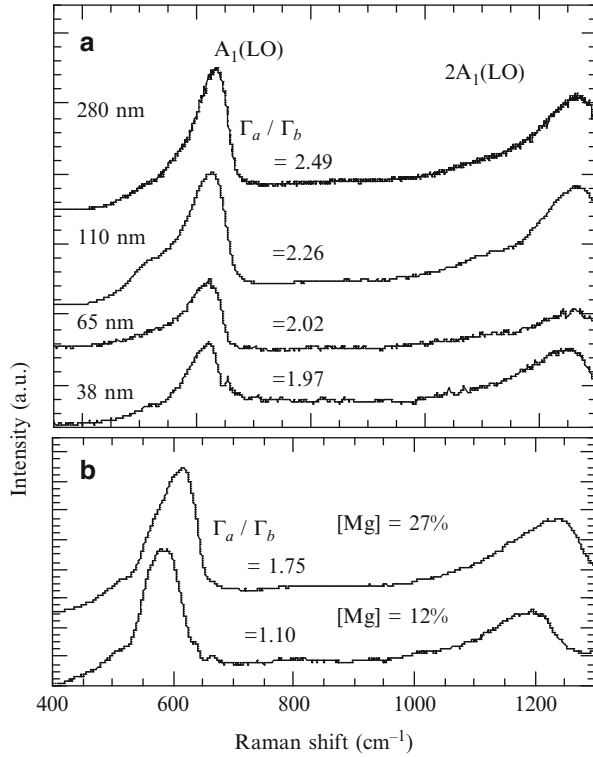 a
A₁(LO)
2A₁(LO)
280 nm
Γₐ / Γ_b
= 2.49
110 nm
=2.26
65 nm
=2.02
38 nm
=1.97
Intensity (a.u.)
b
Γₐ / Γ_b
[Mg] = 27%
= 1.75
[Mg] = 12%
=1.10
400 600 800 1000 1200
Raman shift (cm⁻¹)